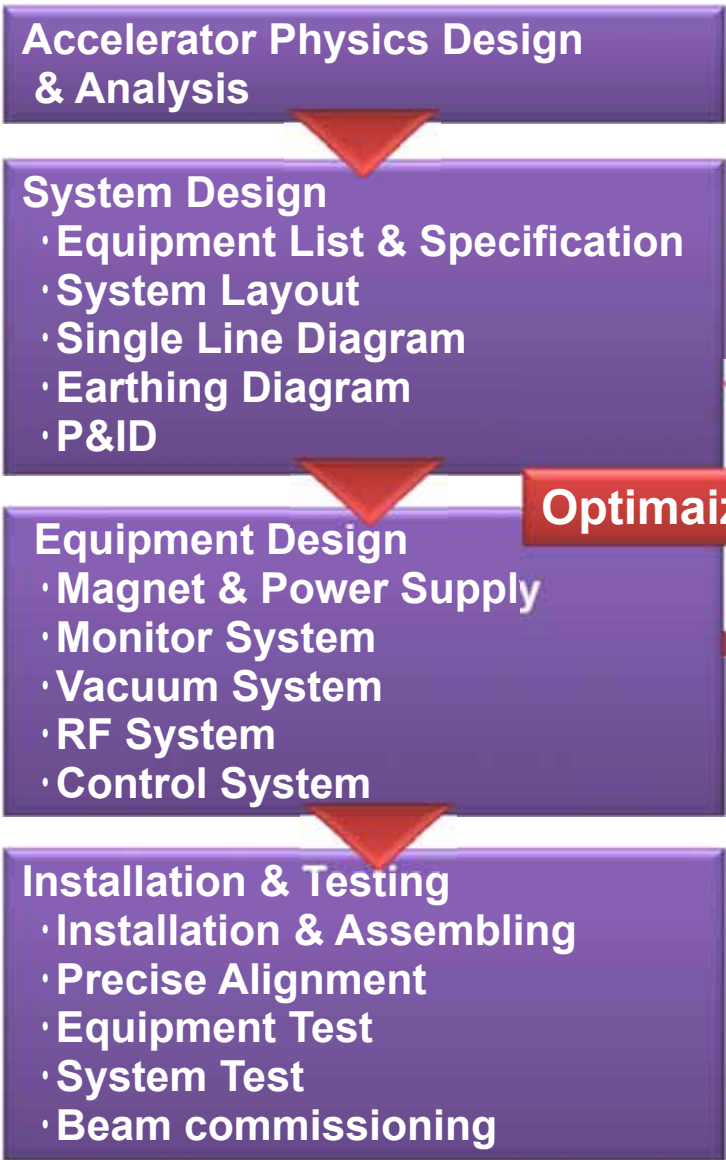 Accelerator Physics Design
& Analysis
System Design
·Equipment List & Specification
·System Layout
·Single Line Diagram
·Earthing Diagram
·P&ID
Optimaiz
Equipment Design
·Magnet & Power Supply
·Monitor System
·Vacuum System
·RF System
·Control System
Installation & Testing
·Installation & Assembling
·Precise Alignment
·Equipment Test
·System Test
·Beam commissioning